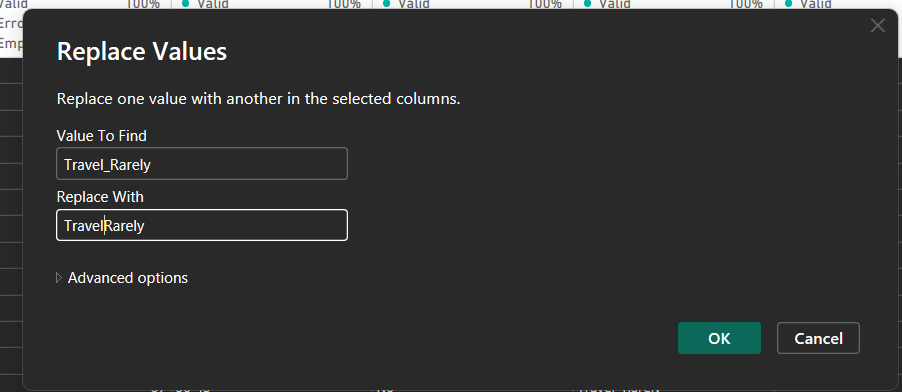 Valid 100% Valid 100% Valid 100% Valid 100% Valid
Erro
Emp
Replace Values
Replace one value with another in the selected columns.
Value To Find
Travel_Rarely
Replace With
TravelRarely
Advanced options
OK Cancel